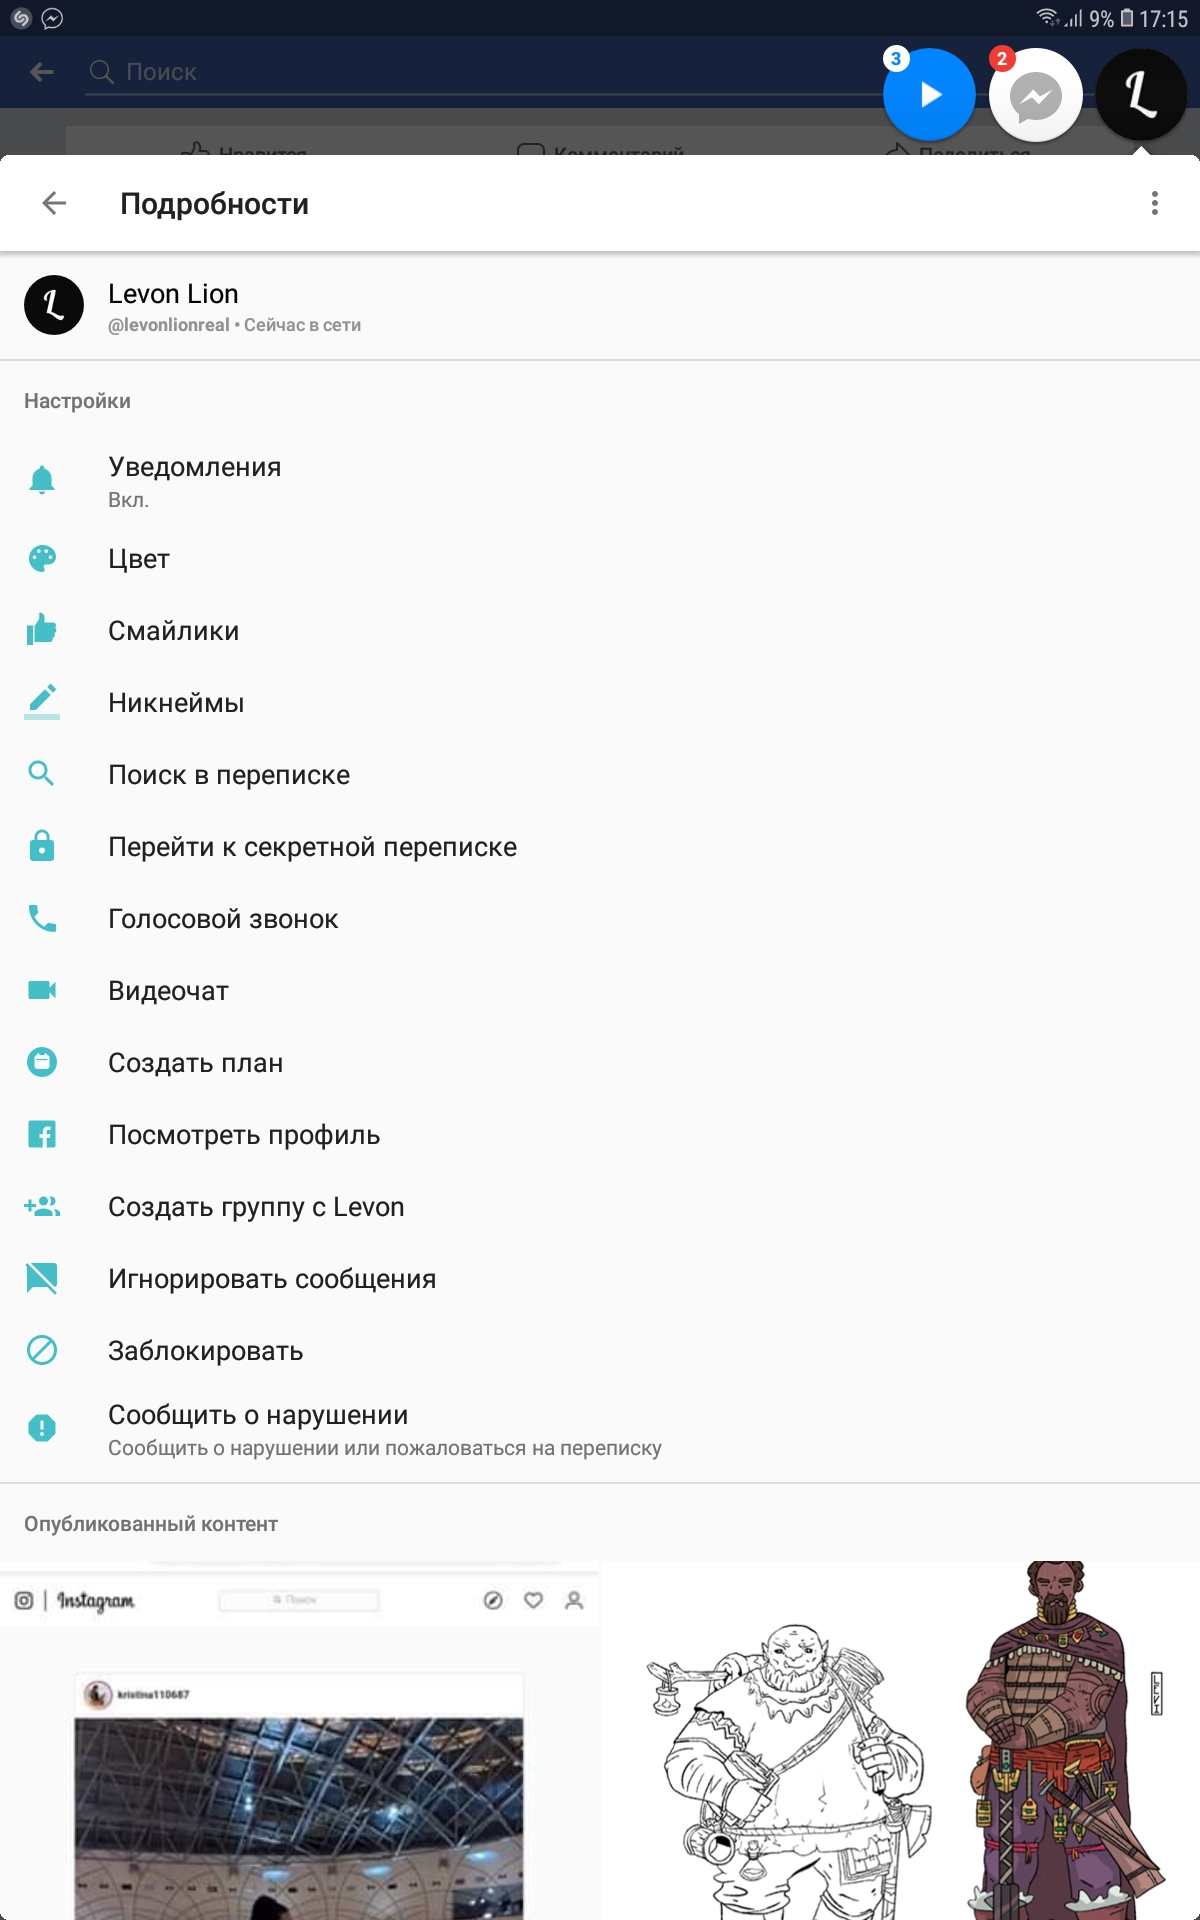 9% 17:15
Поиск
3
2
L
Нравится Комментарий Поделиться
Подробности
L
Levon Lion
@levonlionreal • Сейчас в сети
Настройки
Уведомления
Вкл.
Цвет
Смайлики
Никнеймы
Поиск в переписке
Перейти к секретной переписке
Голосовой звонок
Видеочат
Создать план
Посмотреть профиль
Создать группу с Levon
Игнорировать сообщения
Заблокировать
Сообщить о нарушении
Сообщить о нарушении или пожаловаться на переписку
Опубликованный контент
Instagram Поиск
kristina110687